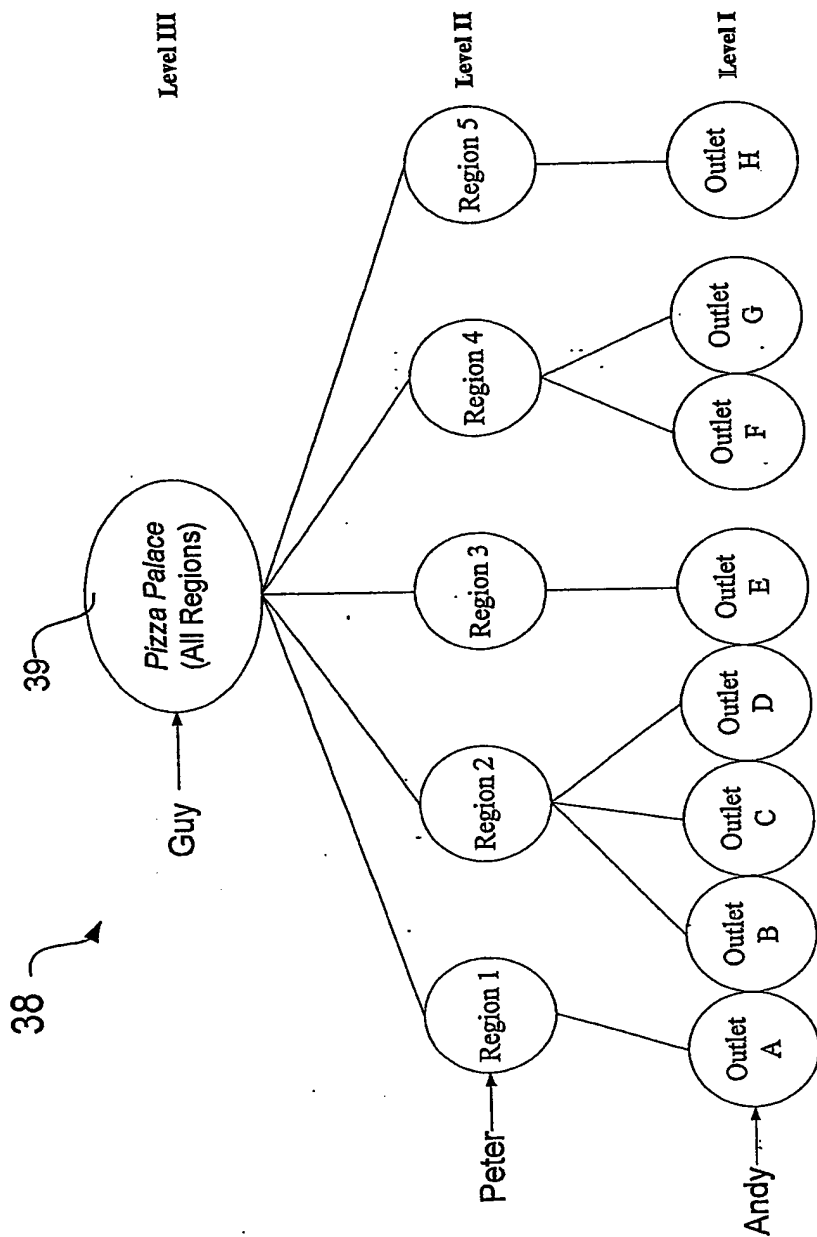 38
39
Guy
Pizza Palace
(All Regions)
Level III
Peter
Region 1
Region 2
Region 3
Region 4
Region 5
Level II
Andy
Outlet
A
Outlet
B
Outlet
C
Outlet
D
Outlet
E
Outlet
F
Outlet
G
Outlet
H
Level I